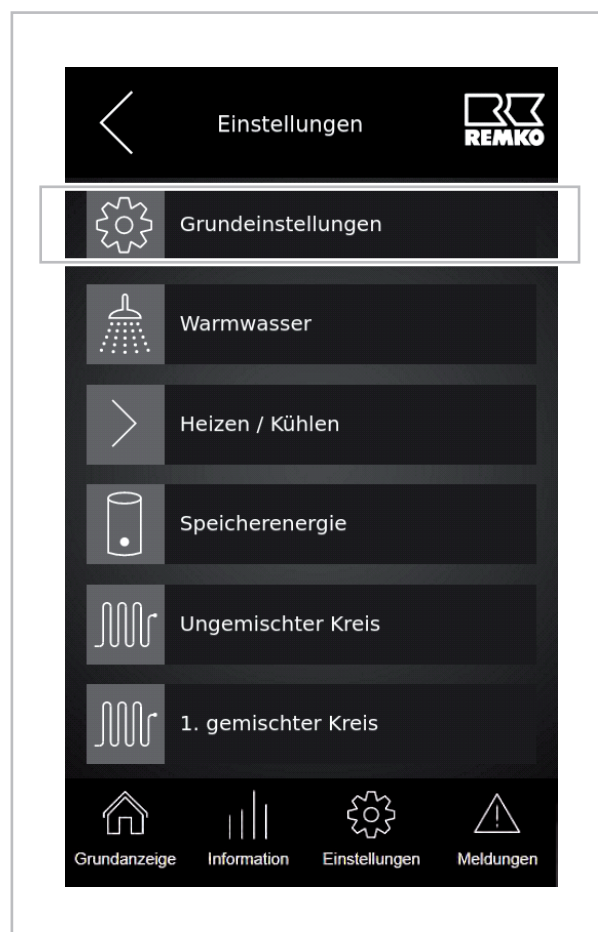 Einstellungen
REMKO
Grundeinstellungen
Warmwasser
Heizen / Kühlen
Speicherenergie
Ungemischter Kreis
1. gemischter Kreis
Grundanzeige Information Einstellungen Meldungen